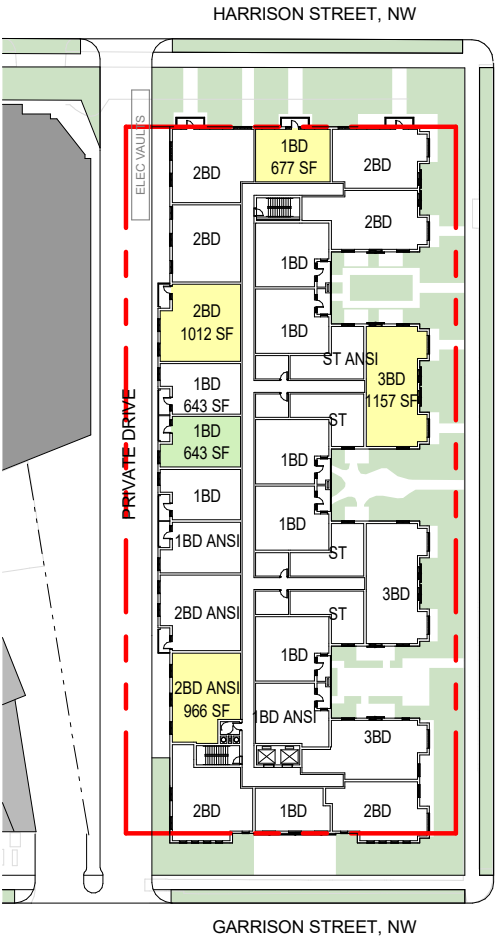 HARRISON STREET, NW
ELEC VAULTS
1BD
677 SF
2BD
2BD
2BD
2BD
1BD
2BD
1012 SF
1BD
ST ANSI
3BD
1157 SF
1BD
643 SF
PRIVATE DRIVE
1BD
643 SF
ST
1BD
1BD
1BD
1BD ANSI
ST
2BD ANSI
3BD
ST
1BD
2BD ANSI
966 SF
1BD ANSI
3BD
2BD
1BD
2BD
GARRISON STREET, NW